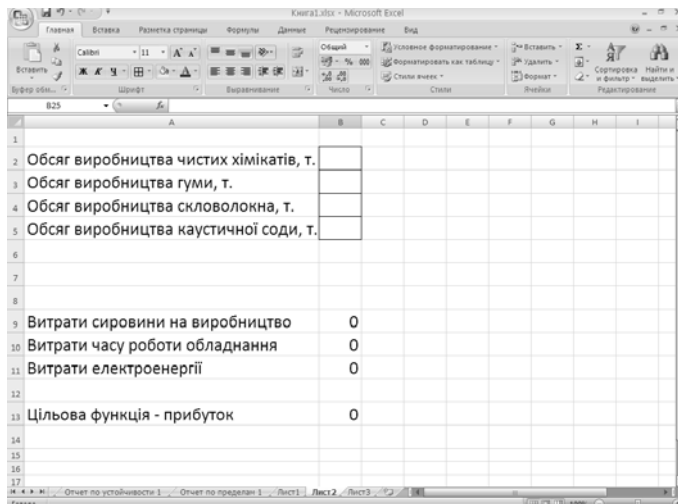 Книга1.xlsx - Microsoft Excel
Главная Вставка Разметка страницы Формулы Данные Рецензирование Вид
Calibri 11 Общий Условное форматирование Вставить Σ
Вставить Ж К Ч % 000 Форматировать как таблицу Удалить Сортировка и фильтр Найти и выделить
Стили ячеек Формат
Буфер обм... Шрифт Выравнивание Число Стили Ячейки Редактирование
B25 fx
A B C D E F G H I
1
2 Обсяг виробництва чистих хімікатів, т.
3 Обсяг виробництва гуми, т.
4 Обсяг виробництва скловолокна, т.
5 Обсяг виробництва каустичної соди, т.
6
7
8
9 Витрати сировини на виробництво 0
10 Витрати часу роботи обладнання 0
11 Витрати електроенергії 0
12
13 Цільова функція - прибуток 0
14
15
16
17
Отчет по устойчивости 1 Отчет по пределам 1 Лист1 Лист2 Лист3